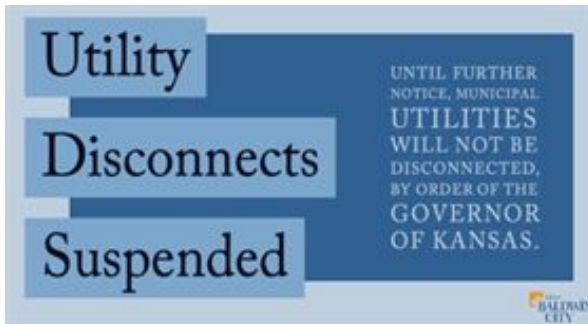 Utility
Disconnects
Suspended
UNTIL FURTHER
NOTICE, MUNICIPAL
UTILITIES
WILL NOT BE
DISCONNECTED,
BY ORDER OF THE
GOVERNOR
OF KANSAS.
BALDWIN
CITY